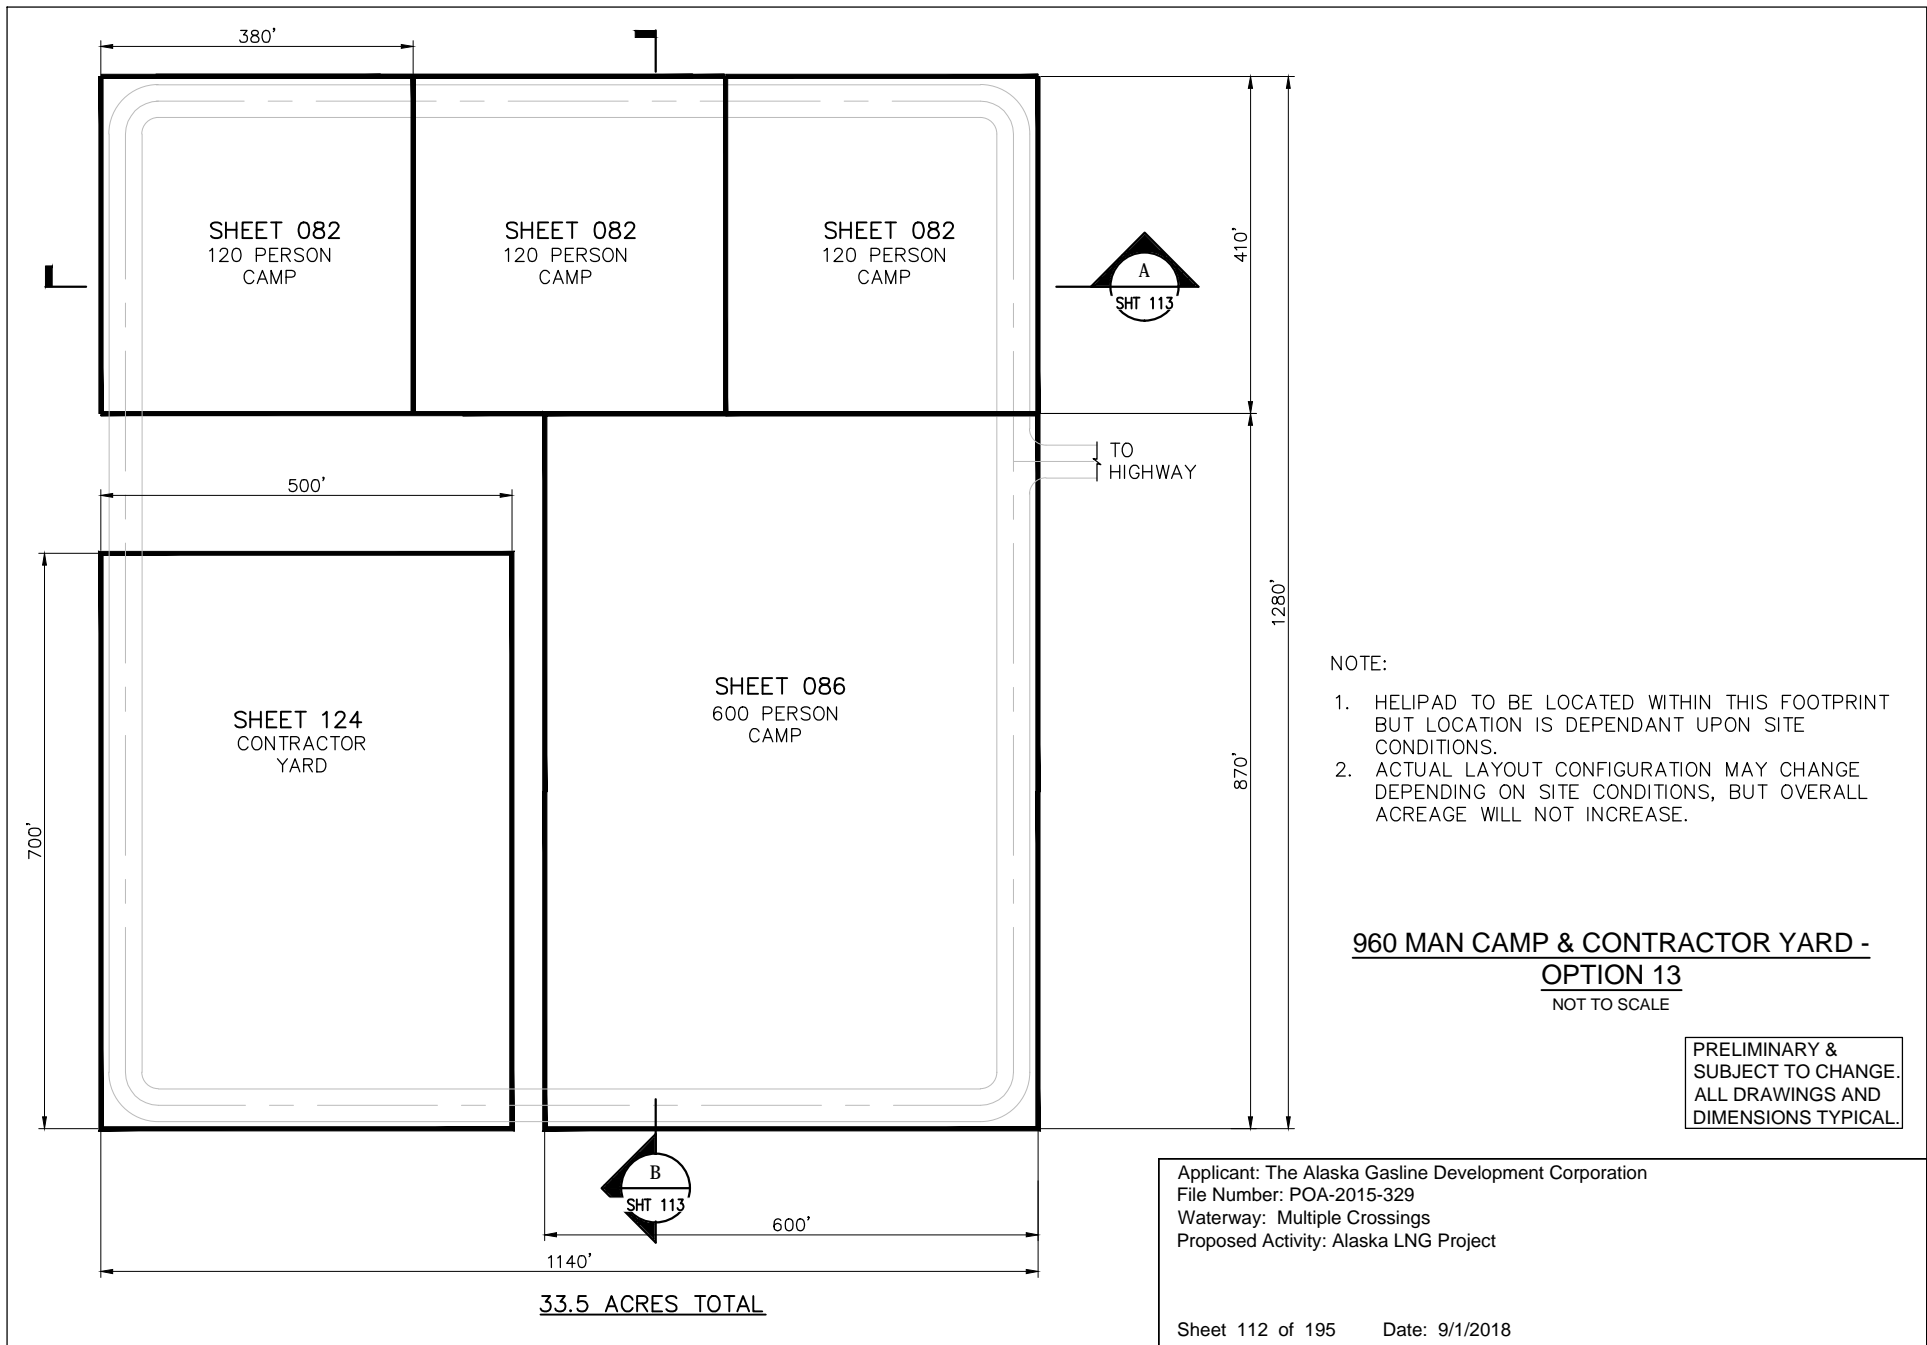 380'
SHEET 082
120 PERSON
CAMP
SHEET 082
120 PERSON
CAMP
SHEET 082
120 PERSON
CAMP
A
SHT 113
410'
TO
HIGHWAY
500'
1280'
SHEET 124
CONTRACTOR
YARD
SHEET 086
600 PERSON
CAMP
700'
870'
NOTE:
1. HELIPAD TO BE LOCATED WITHIN THIS FOOTPRINT
BUT LOCATION IS DEPENDANT UPON SITE
CONDITIONS.
2. ACTUAL LAYOUT CONFIGURATION MAY CHANGE
DEPENDING ON SITE CONDITIONS, BUT OVERALL
ACREAGE WILL NOT INCREASE.
960 MAN CAMP & CONTRACTOR YARD -
OPTION 13
NOT TO SCALE
PRELIMINARY &
SUBJECT TO CHANGE.
ALL DRAWINGS AND
DIMENSIONS TYPICAL.
B
SHT 113
600'
1140'
33.5 ACRES TOTAL
Applicant: The Alaska Gasline Development Corporation
File Number: POA-2015-329
Waterway: Multiple Crossings
Proposed Activity: Alaska LNG Project
Sheet 112 of 195 Date: 9/1/2018